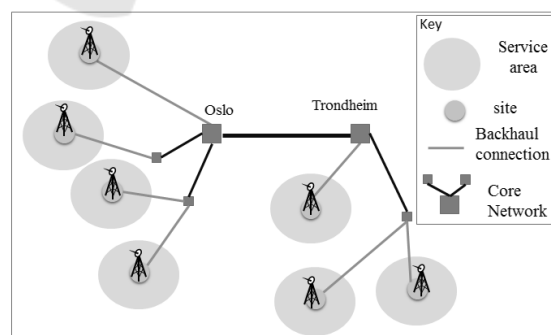 Key
Service
area
site
Backhaul
connection
Core
Network
Oslo
Trondheim